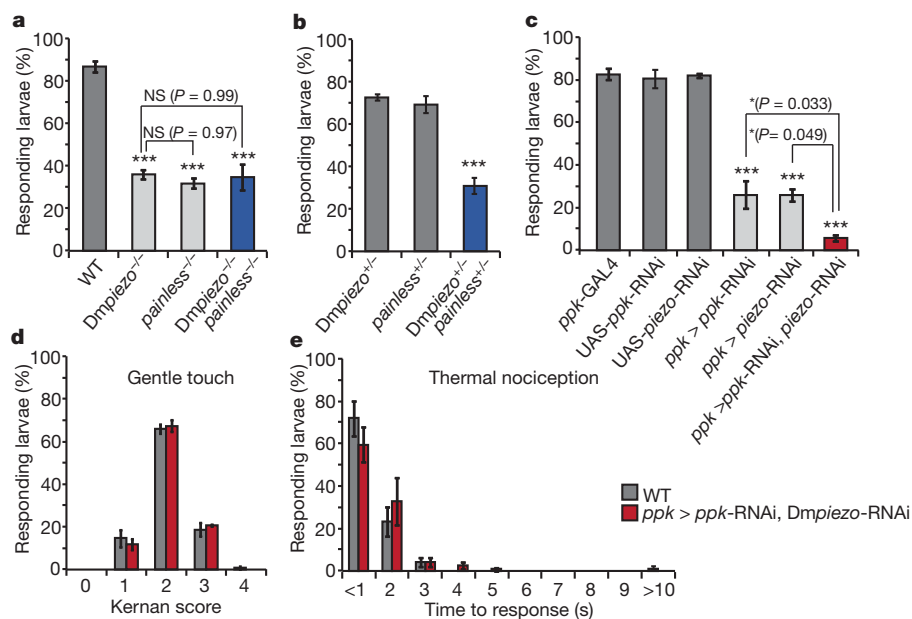 a
Responding larvae (%)
100
80
60
40
20
0
NS (P = 0.99)
NS (P = 0.97)
***
***
***
WT
Dmpiezo–/–
painless–/–
Dmpiezo–/–
painless–/–
b
Responding larvae (%)
100
80
60
40
20
0
***
Dmpiezo+/–
painless+/–
Dmpiezo+/–
painless+/–
c
Responding larvae (%)
100
80
60
40
20
0
*(P = 0.033)
*(P= 0.049)
***
***
***
ppk-GAL4
UAS-ppk-RNAi
UAS-piezo-RNAi
ppk > ppk-RNAi
ppk > piezo-RNAi
ppk >ppk-RNAi, piezo-RNAi
d
Gentle touch
Responding larvae (%)
100
80
60
40
20
0
0 1 2 3 4
Kernan score
e
Thermal nociception
Responding larvae (%)
100
80
70
60
40
20
0
<1 2 3 4 5 6 7 8 9 >10
Time to response (s)
WT
ppk > ppk-RNAi, Dmpiezo-RNAi